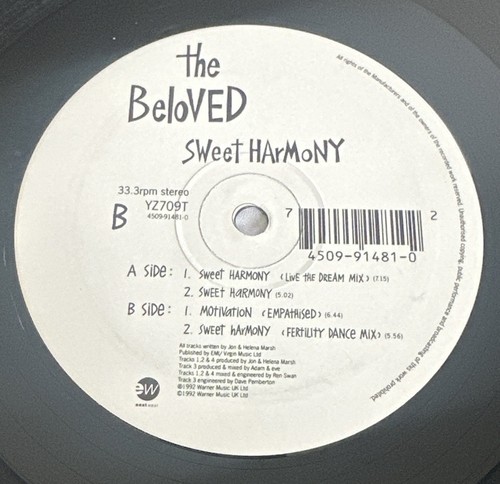 the
BeloVED
SWeet HArMoNY
33.3rpm stereo
B YZ709T
4509-91481-0
7 2
4509-91481-0
A SiDe: 1. SWeet HARMONY (LiVE THE DREAM MIX) (7.15)
2. SWEEt HaRMONY (5.02)
B SiDe: 1. MOTiVATiON (EMPATHISED) (6.44)
2. SWEEt hArMoNY (FERTiLiTY DANCE MIX) (5.56)
All tracks written by Jon & Helena Marsh
Published by EMI/ Virgin Music Ltd
Tracks 1,2 & 4 produced by Jon & Helena Marsh
Track 3 produced & mixed by Adam & eve
Tracks 1,2 & 4 mixed & engineered by Ren Swan
Track 3 engineered by Dave Pemberton
℗1992 Warner Music UK Ltd
©1992 Warner Music UK Ltd
ew
east west
All rights of the Manufacturers and of the owners of the recorded work reserved. Unauthorised copying, public performance and broadcasting of this work prohibited.